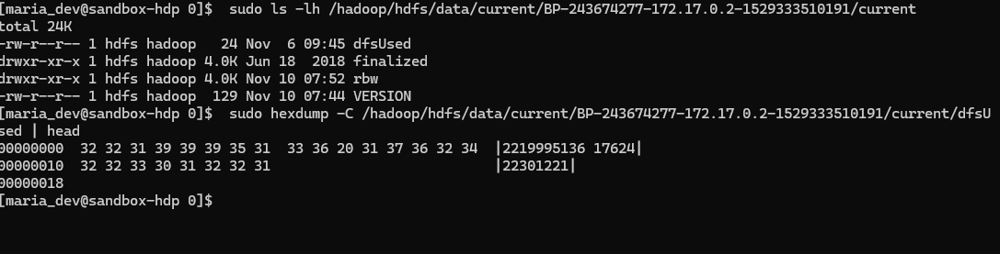 [maria_dev@sandbox-hdp 0]$  sudo ls -lh /hadoop/hdfs/data/current/BP-243674277-172.17.0.2-1529333510191/current
total 24K
-rw-r--r-- 1 hdfs hadoop   24 Nov  6 09:45 dfsUsed
drwxr-xr-x 1 hdfs hadoop 4.0K Jun 18  2018 finalized
drwxr-xr-x 1 hdfs hadoop 4.0K Nov 10 07:52 rbw
-rw-r--r-- 1 hdfs hadoop  129 Nov 10 07:44 VERSION
[maria_dev@sandbox-hdp 0]$  sudo hexdump -C /hadoop/hdfs/data/current/BP-243674277-172.17.0.2-1529333510191/current/dfsU
sed | head
00000000  32 32 31 39 39 39 35 31  33 36 20 31 37 36 32 34  |2219995136 17624|
00000010  32 32 33 30 31 32 32 31                           |22301221|
00000018
[maria_dev@sandbox-hdp 0]$